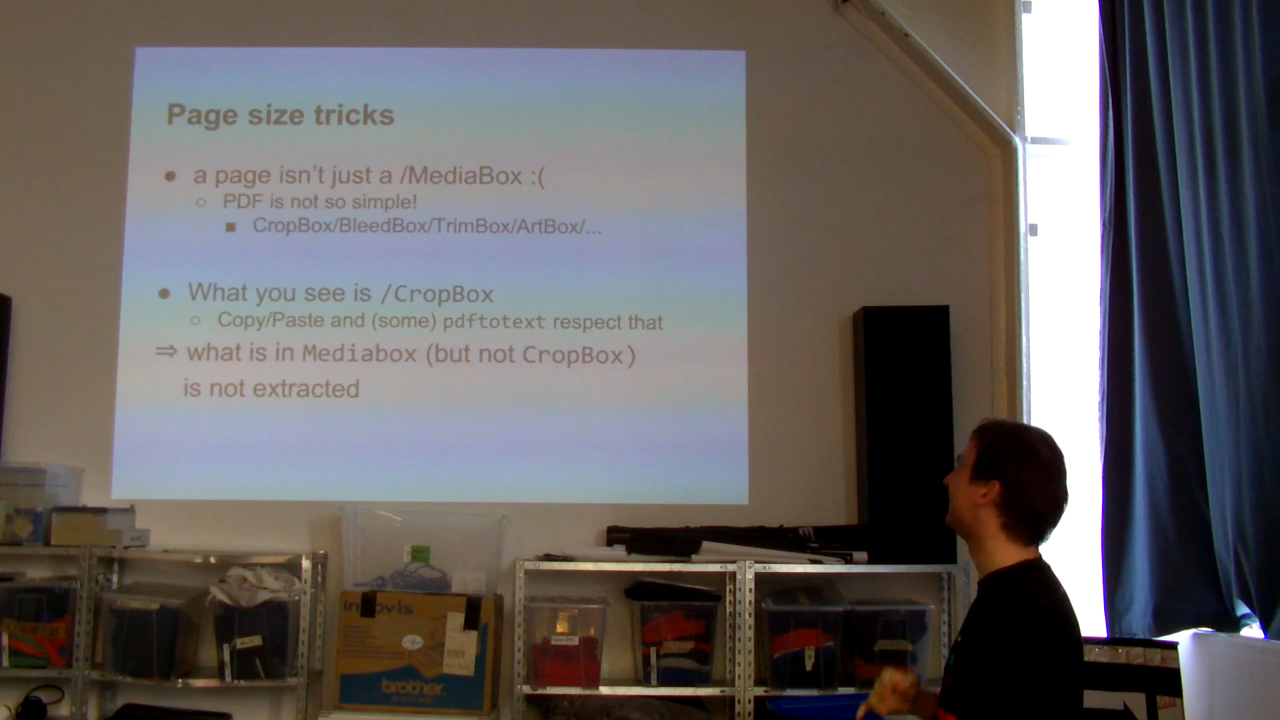 Page size tricks
● a page isn't just a /MediaBox :(
○ PDF is not so simple!
■ CropBox/BleedBox/TrimBox/ArtBox/...
● What you see is /CropBox
○ Copy/Paste and (some) pdftotext respect that
⇒ what is in Mediabox (but not CropBox)
is not extracted
brother